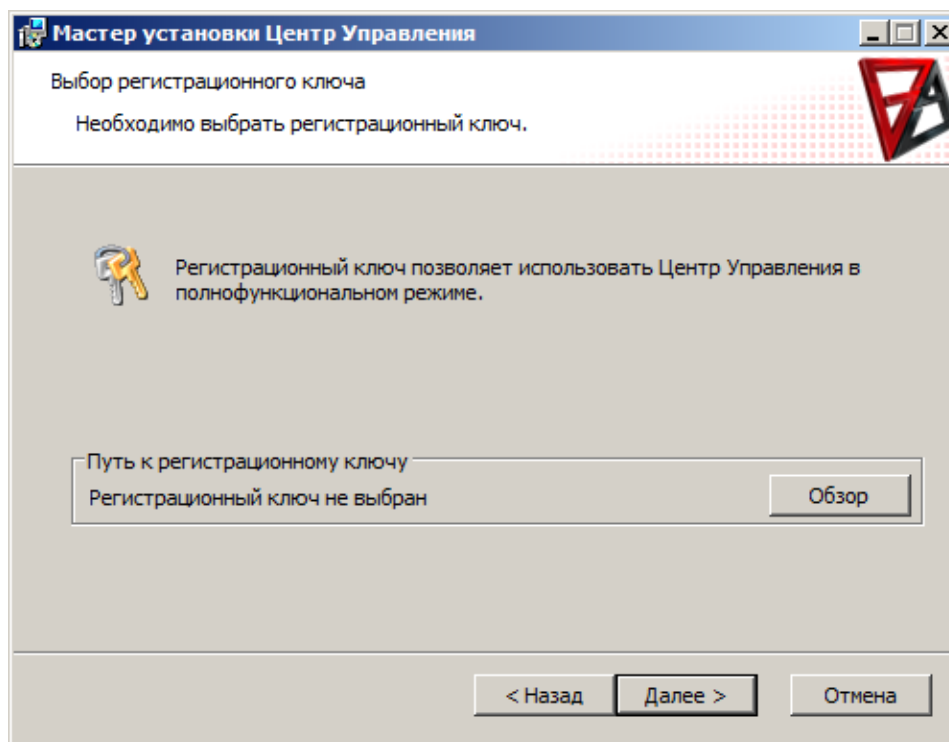 Мастер установки Центр Управления
Выбор регистрационного ключа
Необходимо выбрать регистрационный ключ.
Регистрационный ключ позволяет использовать Центр Управления в
полнофункциональном режиме.
Путь к регистрационному ключу
Регистрационный ключ не выбран
Обзор
< Назад
Далее >
Отмена